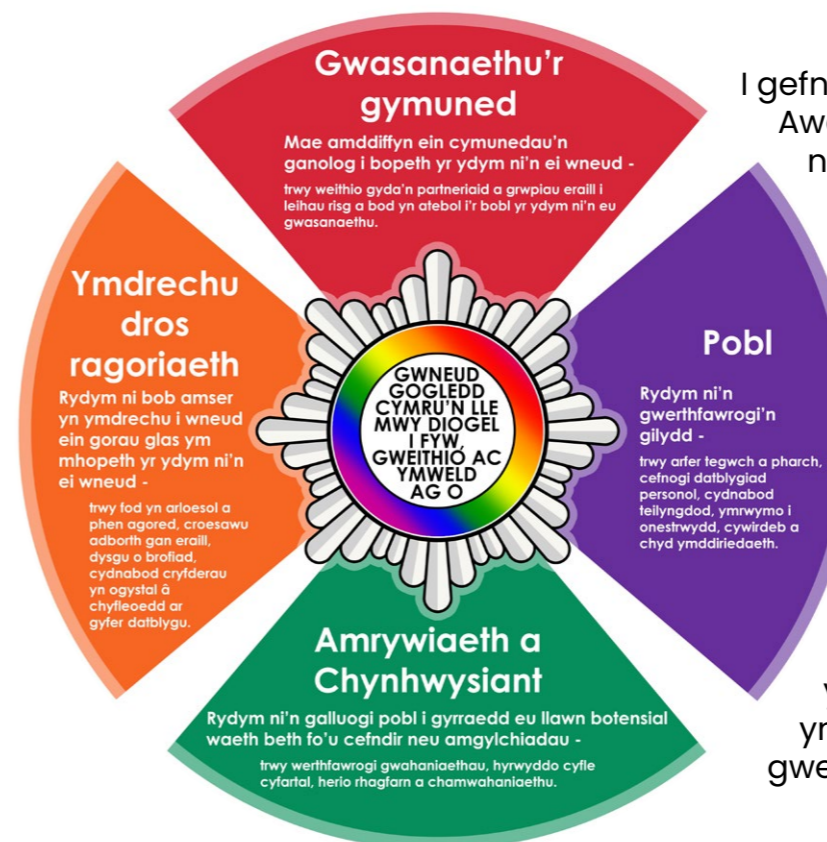 Gwasanaethu'r
gymuned
Mae amddiffyn ein cymunedau'n
ganolog i bopeth yr ydym ni'n ei wneud -
trwy weithio gyda'n partneriaid a grwpiau eraill i
leihau risg a bod yn atebol i'r bobl yr ydym ni'n eu
gwasanaethu.
I gefn
Ymdrechu
dros
ragoriaeth
Rydym ni bob amser
yn ymdrechu i wneud
ein gorau glas ym
mhopeth yr ydym ni'n
ei wneud -
trwy fod yn arloesol a
phen agored, croesawu
adborth gan eraill,
dysgu o brofiad,
cydnabod cryfderau
yn ogystal â
chyfleoedd ar
gyfer datblygu.
GWNEUD
GOGLEDD
CYMRU'N LLE
MWY DIOGEL
I FYW,
GWEITHIO AC
YMWELD
AG O
Pobl
Rydym ni'n
gwerthfawrogi'n
gilydd -
trwy arfer tegwch a pharch,
cefnogi datblygiad
personol, cydnabod
teilyngdod, ymrwymo i
onestrwydd, cywirdeb a
chyd ymddiriedaeth.
Amrywiaeth a
Chynhwysiant
Rydym ni'n galluogi pobl i gyrraedd eu llawn botensial
waeth beth fo'u cefndir neu amgylchiadau -
trwy werthfawrogi gwahaniaethau, hyrwyddo cyfle
cyfartal, herio rhagfarn a chamwahaniaethu.